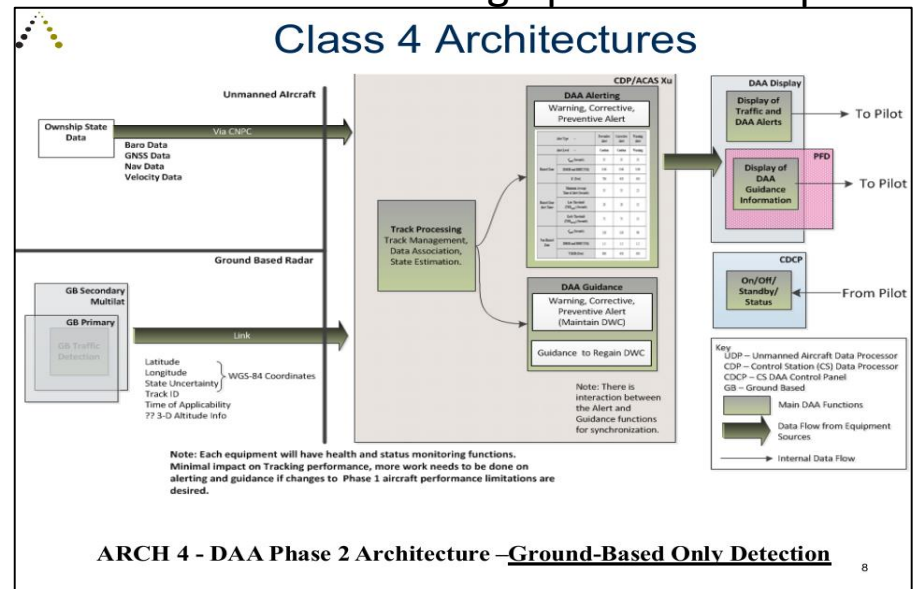 Class 4 Architectures
Unmanned Aircraft
Ownship State
Data
Via CNPC
Baro Data
GNSS Data
Nav Data
Velocity Data
Ground Based Radar
GB Secondary
Multilat
GB Primary
GB Traffic
Detection
Link
Latitude
Longitude
State Uncertainty
WGS-84 Coordinates
Track ID
Time of Applicability
?? 3-D Altitude Info
CDP/ACAS Xu
Track Processing
Track Management,
Data Association,
State Estimation.
DAA Alerting
Warning, Corrective,
Preventive Alert
DAA Guidance
Warning, Corrective,
Preventive Alert
(Maintain DWC)
Guidance to Regain DWC
Note: There is
interaction between
the Alert and
Guidance functions
for synchronization.
DAA Display
Display of
Traffic and
DAA Alerts
To Pilot
PFD
Display of
DAA
Guidance
Information
To Pilot
CDCP
On/Off/
Standby/
Status
From Pilot
Key
UDP – Unmanned Aircraft Data Processor
CDP – Control Station (CS) Data Processor
CDCP – CS DAA Control Panel
GB – Ground Based
Main DAA Functions
Data Flow from Equipment
Sources
Internal Data Flow
Note: Each equipment will have health and status monitoring functions.
Minimal impact on Tracking performance, more work needs to be done on
alerting and guidance if changes to Phase 1 aircraft performance limitations are
desired.
ARCH 4 - DAA Phase 2 Architecture –Ground-Based Only Detection
8